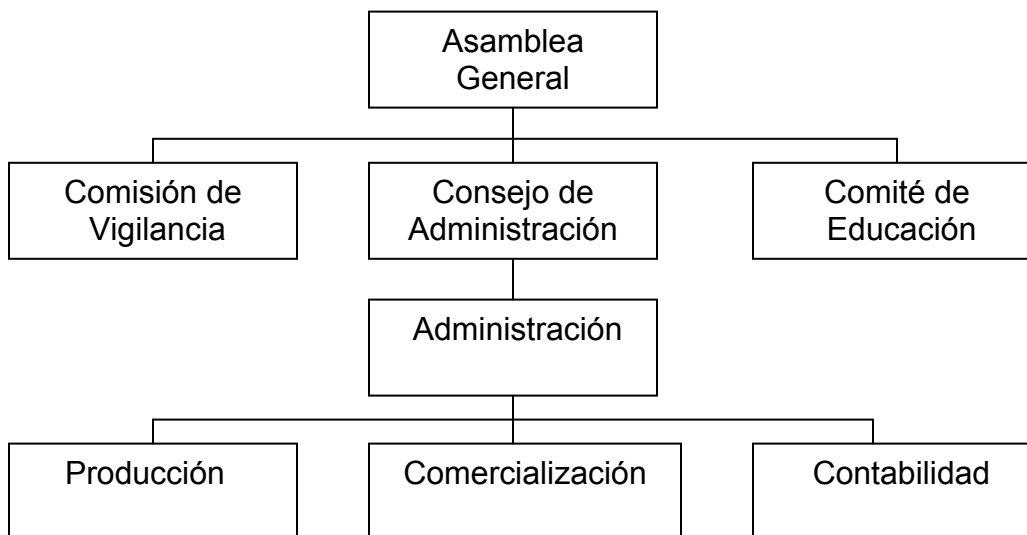 Asamblea
General
Comisión de
Vigilancia
Consejo de
Administración
Comité de
Educación
Administración
Producción
Comercialización
Contabilidad